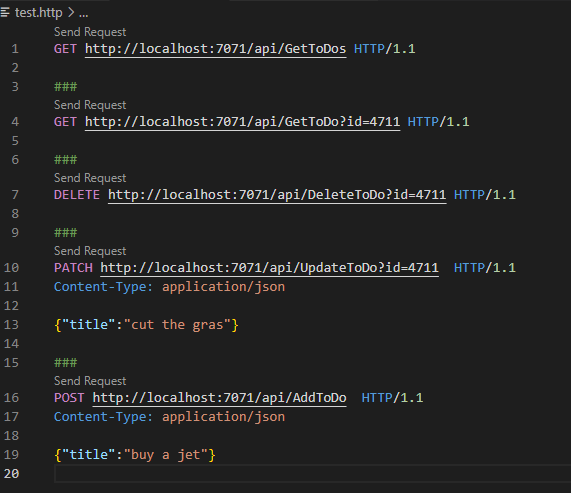 test.http > ...
Send Request
1 GET http://localhost:7071/api/GetToDos HTTP/1.1
2
3 ###
Send Request
4 GET http://localhost:7071/api/GetToDo?id=4711 HTTP/1.1
5
6 ###
Send Request
7 DELETE http://localhost:7071/api/DeleteToDo?id=4711 HTTP/1.1
8
9 ###
Send Request
10 PATCH http://localhost:7071/api/UpdateToDo?id=4711  HTTP/1.1
11 Content-Type: application/json
12
13 {"title":"cut the gras"}
14
15 ###
Send Request
16 POST http://localhost:7071/api/AddToDo  HTTP/1.1
17 Content-Type: application/json
18
19 {"title":"buy a jet"}
20